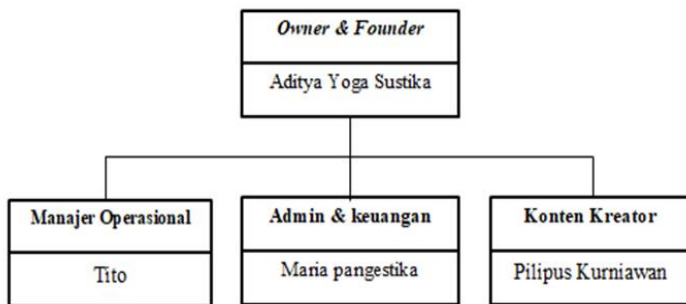 Owner & Founder
Aditya Yoga Sustika
Manajer Operasional
Tito
Admin & keuangan
Maria pangestika
Konten Kreator
Pilipus Kurniawan